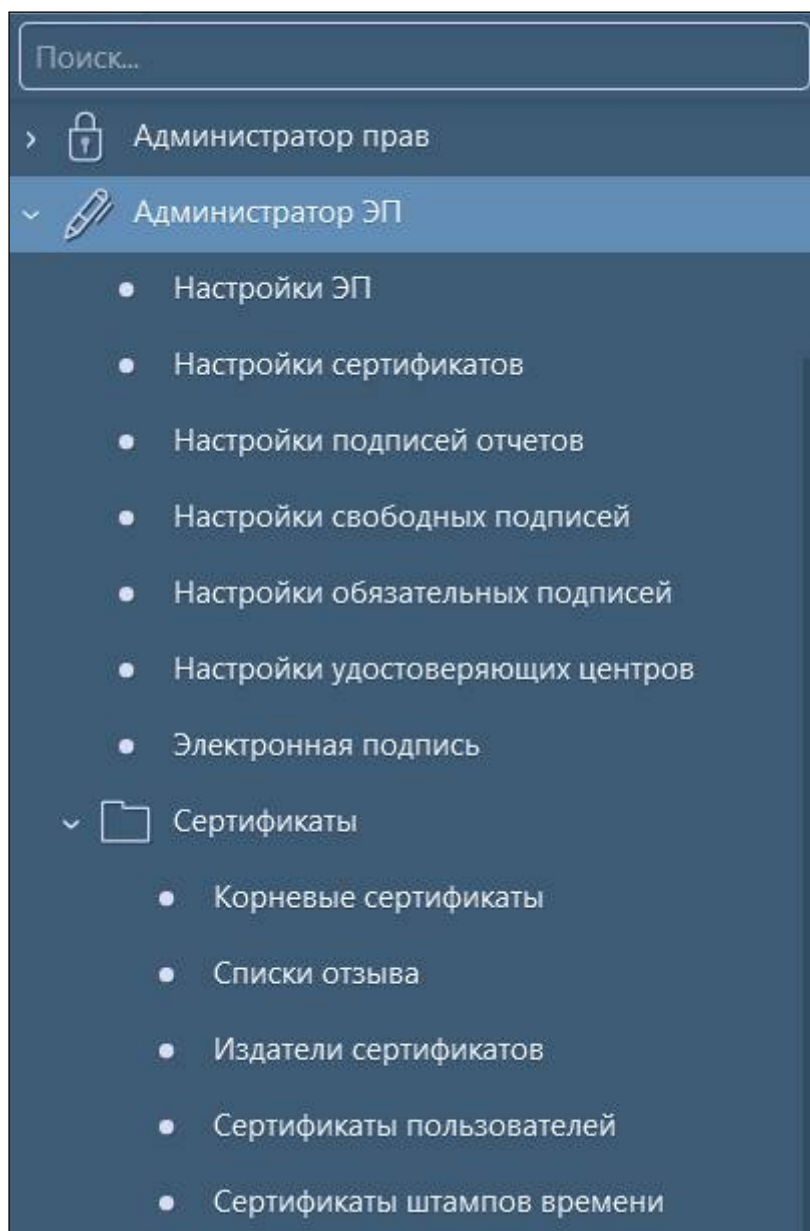 Поиск...
Администратор прав
Администратор ЭП
Настройки ЭП
Настройки сертификатов
Настройки подписей отчетов
Настройки свободных подписей
Настройки обязательных подписей
Настройки удостоверяющих центров
Электронная подпись
Сертификаты
Корневые сертификаты
Списки отзыва
Издатели сертификатов
Сертификаты пользователей
Сертификаты штампов времени